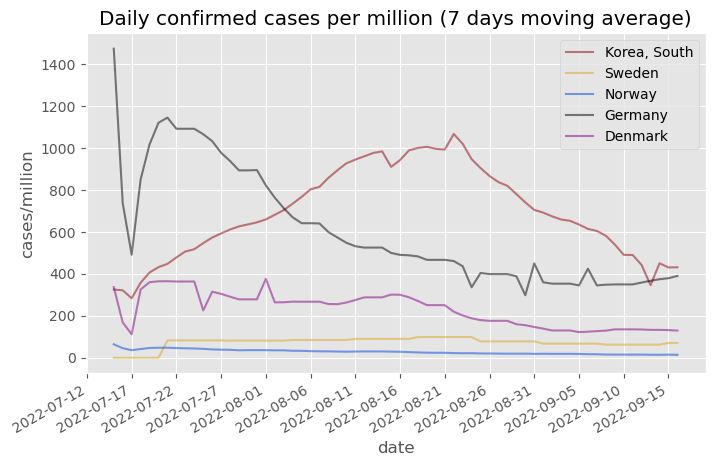 Daily confirmed cases per million (7 days moving average)
Korea, South
Sweden
Norway
Germany
Denmark
cases/million
1400
1200
1000
800
600
400
200
0
2022-07-12
2022-07-17
2022-07-22
2022-07-27
2022-08-01
2022-08-06
2022-08-11
2022-08-16
2022-08-21
2022-08-26
2022-08-31
2022-09-05
2022-09-10
2022-09-15
date